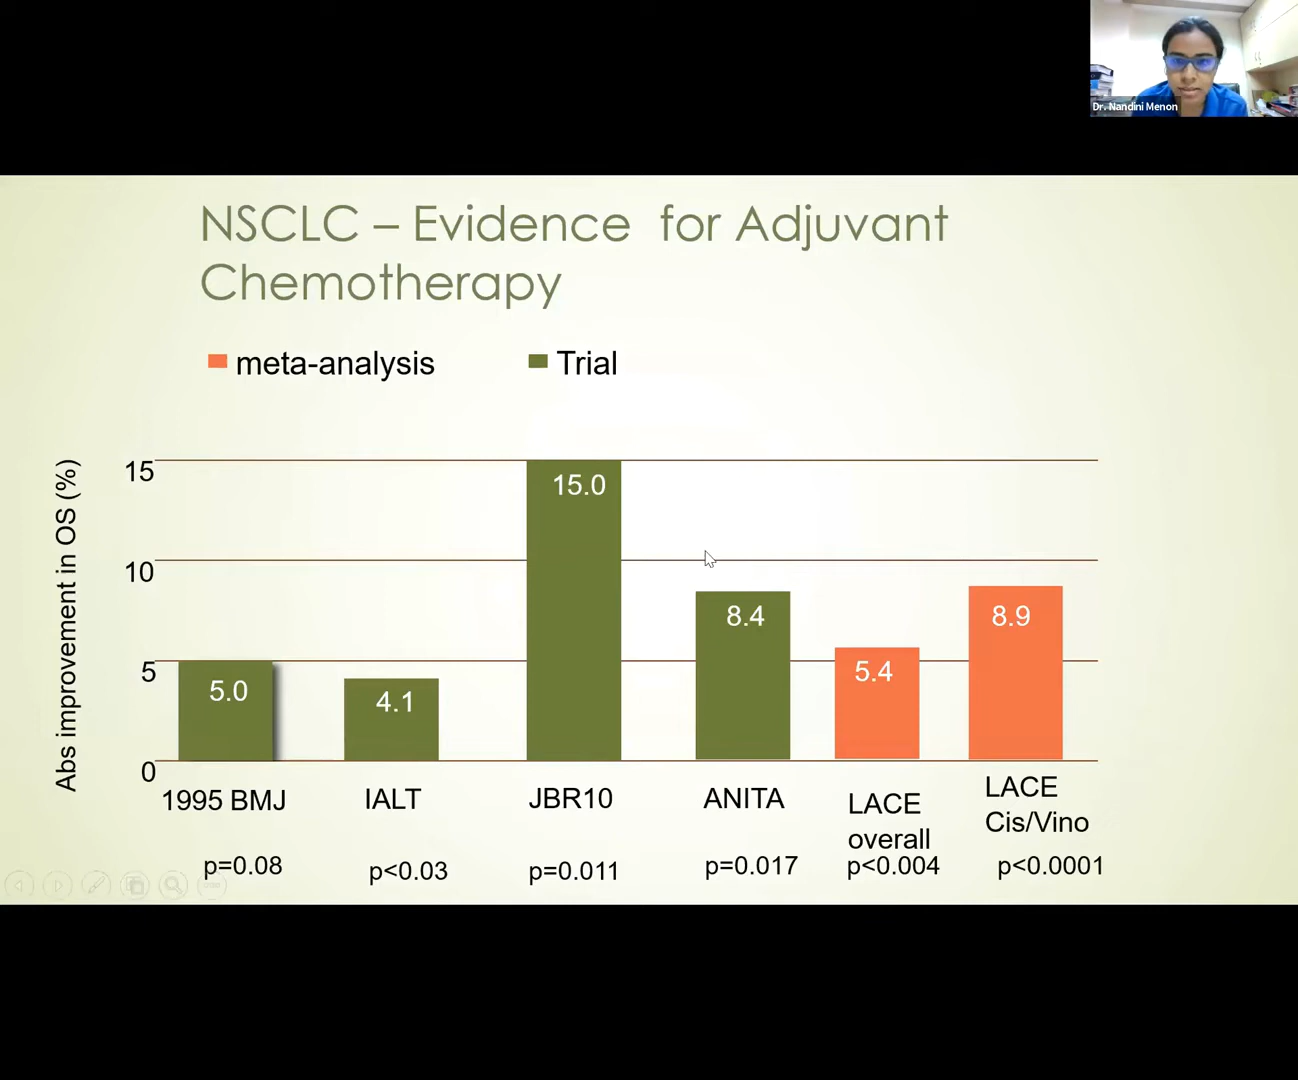 Dr. Nandini Menon
NSCLC – Evidence for Adjuvant
Chemotherapy
meta-analysis
Trial
Abs improvement in OS (%)
15
10
5
0
5.0
4.1
15.0
8.4
5.4
8.9
1995 BMJ
IALT
JBR10
ANITA
LACE
overall
LACE
Cis/Vino
p=0.08
p<0.03
p=0.011
p=0.017
p<0.004
p<0.0001